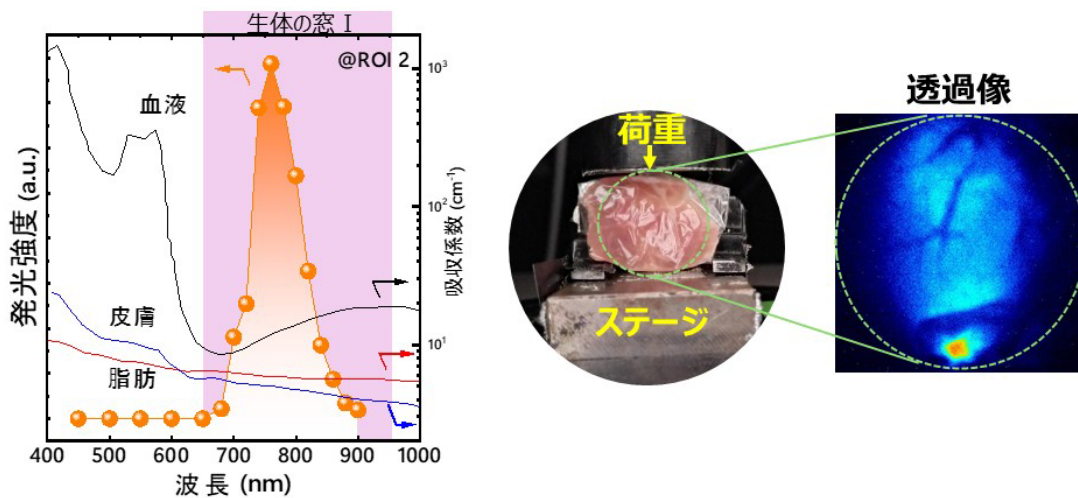 生体の窓 I
@ROI 2
血液
皮膚
脂肪
発光強度 (a.u.)
10³
10²
10¹
吸収係数 (cm⁻¹)
400 500 600 700 800 900 1000
波長 (nm)
荷重
ステージ
透過像